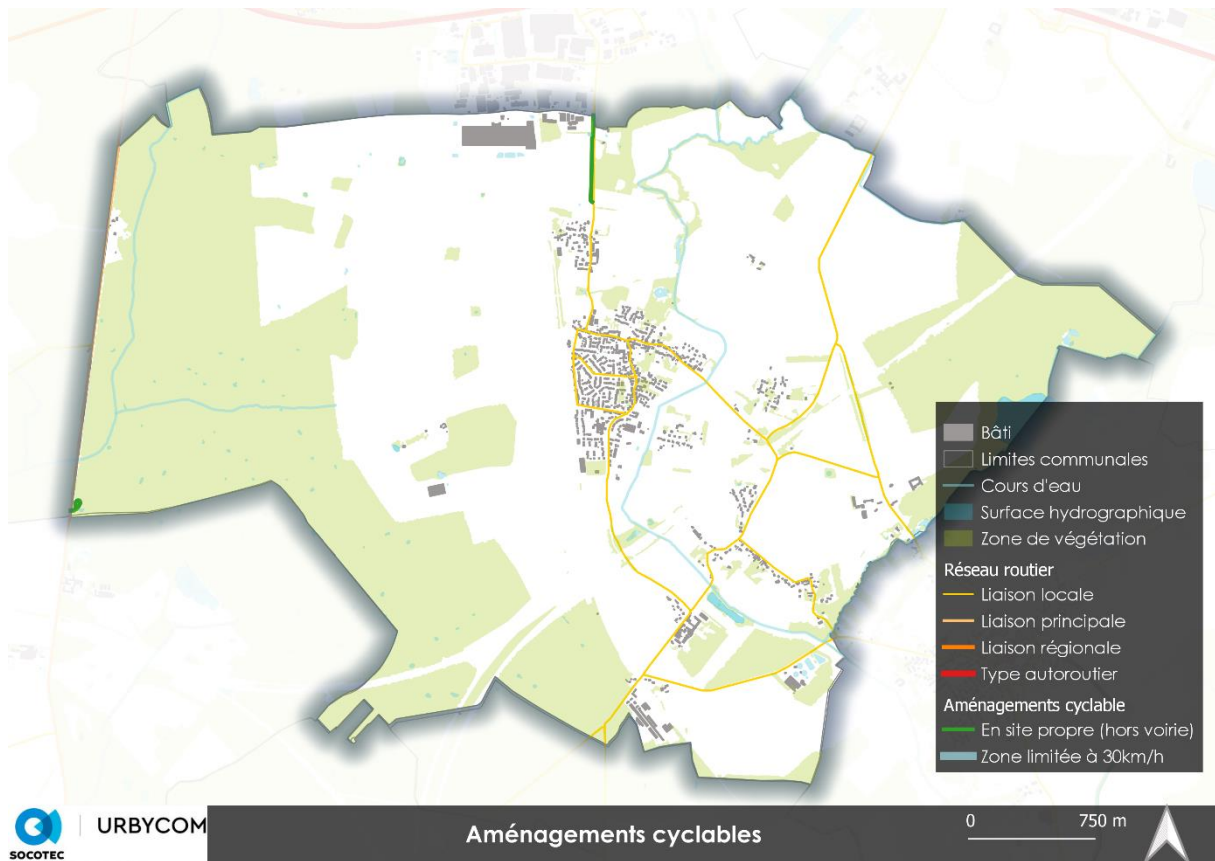 Bâti
Limites communales
Cours d'eau
Surface hydrographique
Zone de végétation
Réseau routier
Liaison locale
Liaison principale
Liaison régionale
Type autoroutier
Aménagements cyclable
En site propre (hors voirie)
Zone limitée à 30km/h
SOCOTEC
URBYCOM
Aménagements cyclables
0 750 m